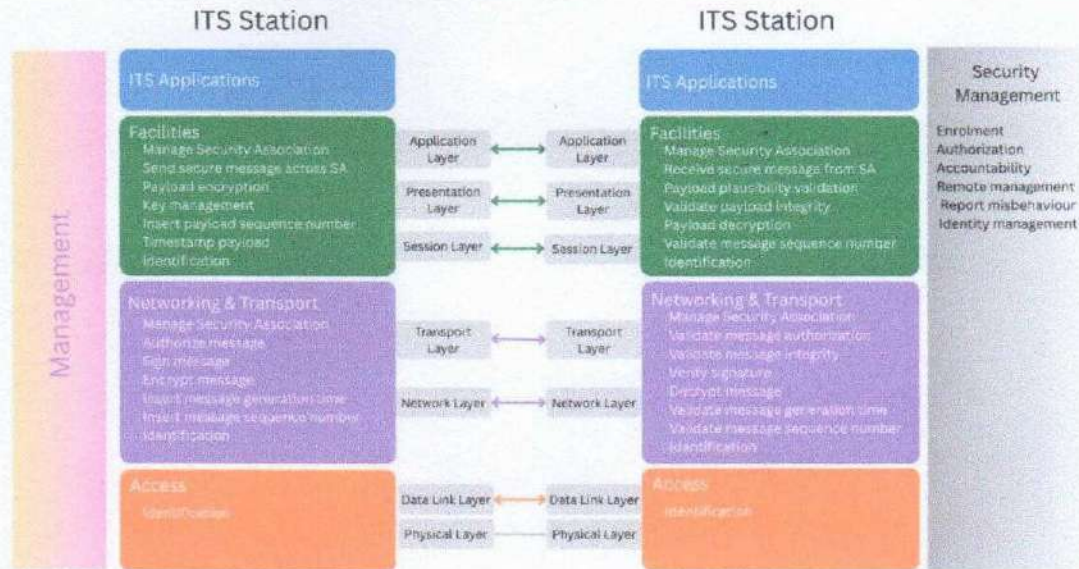 ITS Station
ITS Station
Management
ITS Applications
Facilities
Manage Security Association
Send secure message across SA
Payload encryption
Key management
Insert payload sequence number
Timestamp payload
Identification
Networking & Transport
Manage Security Association
Authorize message
Sign message
Encrypt message
Insert message generation time
Insert message sequence number
Identification
Access
Identification
Application
Layer
Presentation
Layer
Session Layer
Transport
Layer
Network Layer
Data Link Layer
Physical Layer
Application
Layer
Presentation
Layer
Session Layer
Transport
Layer
Network Layer
Data Link Layer
Physical Layer
ITS Applications
Facilities
Manage Security Association
Receive secure message from SA
Payload plausibility validation
Validate payload integrity
Payload decryption
Validate message sequence number
Identification
Networking & Transport
Manage Security Association
Validate message authorization
Validate message integrity
Verify signature
Decrypt message
Validate message generation time
Validate message sequence number
Identification
Access
Identification
Security
Management
Enrolment
Authorization
Accountability
Remote management
Report misbehaviour
Identity management